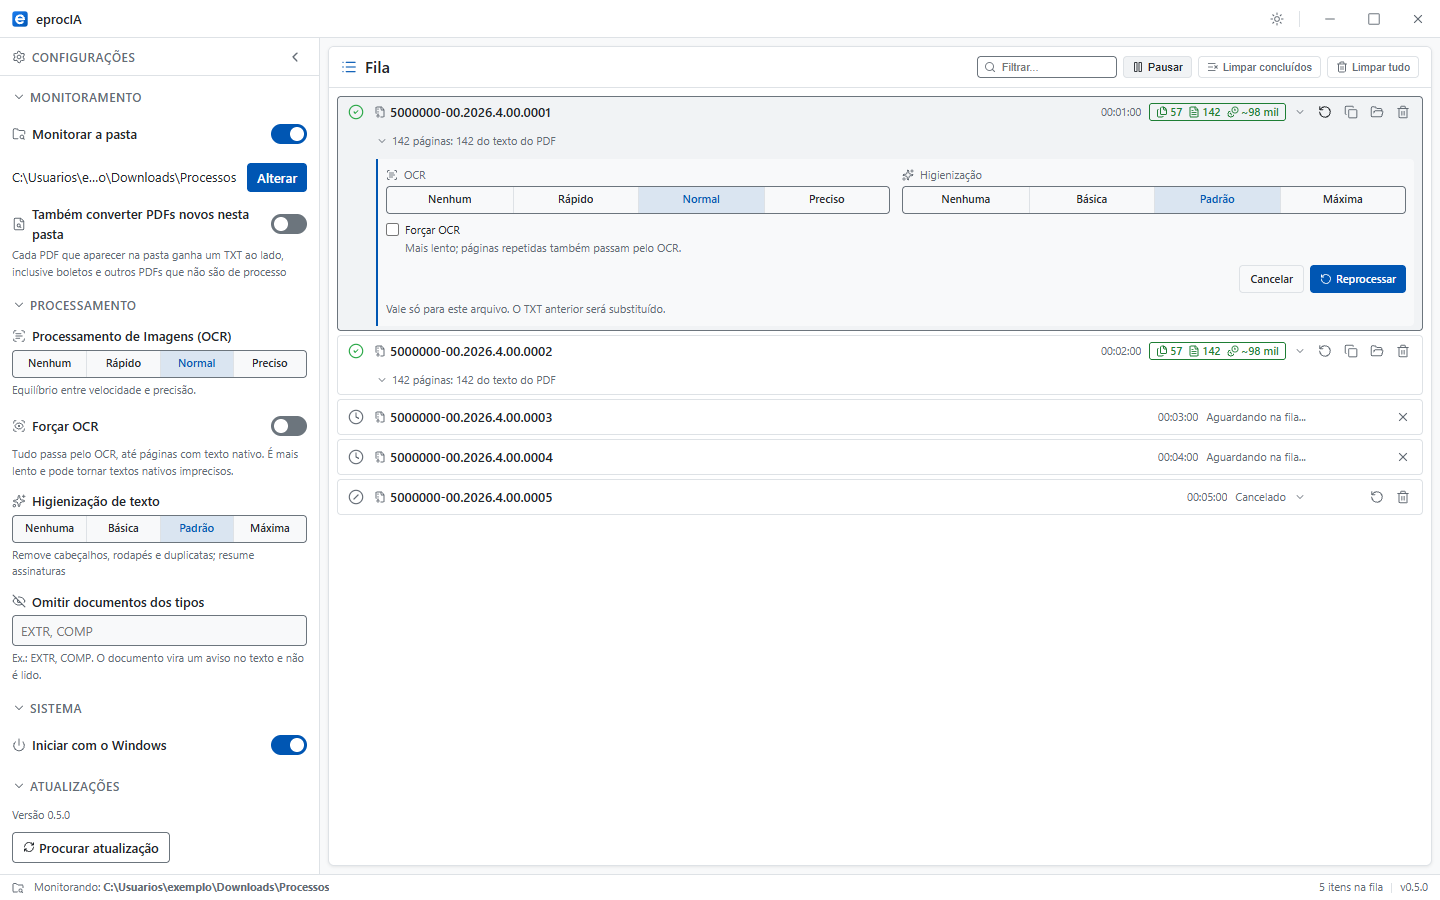 eprocIA
CONFIGURAÇÕES
MONITORAMENTO
Monitorar a pasta
C:\Usuarios\e...o\Downloads\Processos
Alterar
Também converter PDFs novos nesta
pasta
Cada PDF que aparecer na pasta ganha um TXT ao lado,
inclusive boletos e outros PDFs que não são de processo
PROCESSAMENTO
Processamento de Imagens (OCR)
Nenhum Rápido Normal Preciso
Equilíbrio entre velocidade e precisão.
Forçar OCR
Tudo passa pelo OCR, até páginas com texto nativo. É mais
lento e pode tornar textos nativos imprecisos.
Higienização de texto
Nenhuma Básica Padrão Máxima
Remove cabeçalhos, rodapés e duplicatas; resume
assinaturas
Omitir documentos dos tipos
EXTR, COMP
Ex.: EXTR, COMP. O documento vira um aviso no texto e não
é lido.
SISTEMA
Iniciar com o Windows
ATUALIZAÇÕES
Versão 0.5.0
Procurar atualização
Fila
Filtrar...
Pausar
Limpar concluídos
Limpar tudo
5000000-00.2026.4.00.0001 00:01:00 57 142 ~98 mil
142 páginas: 142 do texto do PDF
OCR
Nenhum Rápido Normal Preciso
Higienização
Nenhuma Básica Padrão Máxima
Forçar OCR
Mais lento; páginas repetidas também passam pelo OCR.
Cancelar Reprocessar
Vale só para este arquivo. O TXT anterior será substituído.
5000000-00.2026.4.00.0002 00:02:00 57 142 ~98 mil
142 páginas: 142 do texto do PDF
5000000-00.2026.4.00.0003 00:03:00 Aguardando na fila...
5000000-00.2026.4.00.0004 00:04:00 Aguardando na fila...
5000000-00.2026.4.00.0005 00:05:00 Cancelado
Monitorando: C:\Usuarios\exemplo\Downloads\Processos
5 itens na fila v0.5.0